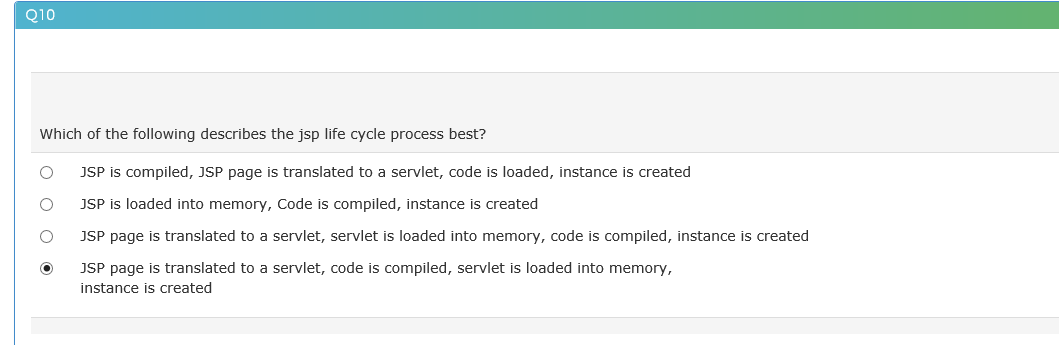 Q10
Which of the following describes the jsp life cycle process best?
JSP is compiled, JSP page is translated to a servlet, code is loaded, instance is created
JSP is loaded into memory, Code is compiled, instance is created
JSP page is translated to a servlet, servlet is loaded into memory, code is compiled, instance is created
JSP page is translated to a servlet, code is compiled, servlet is loaded into memory,
instance is created